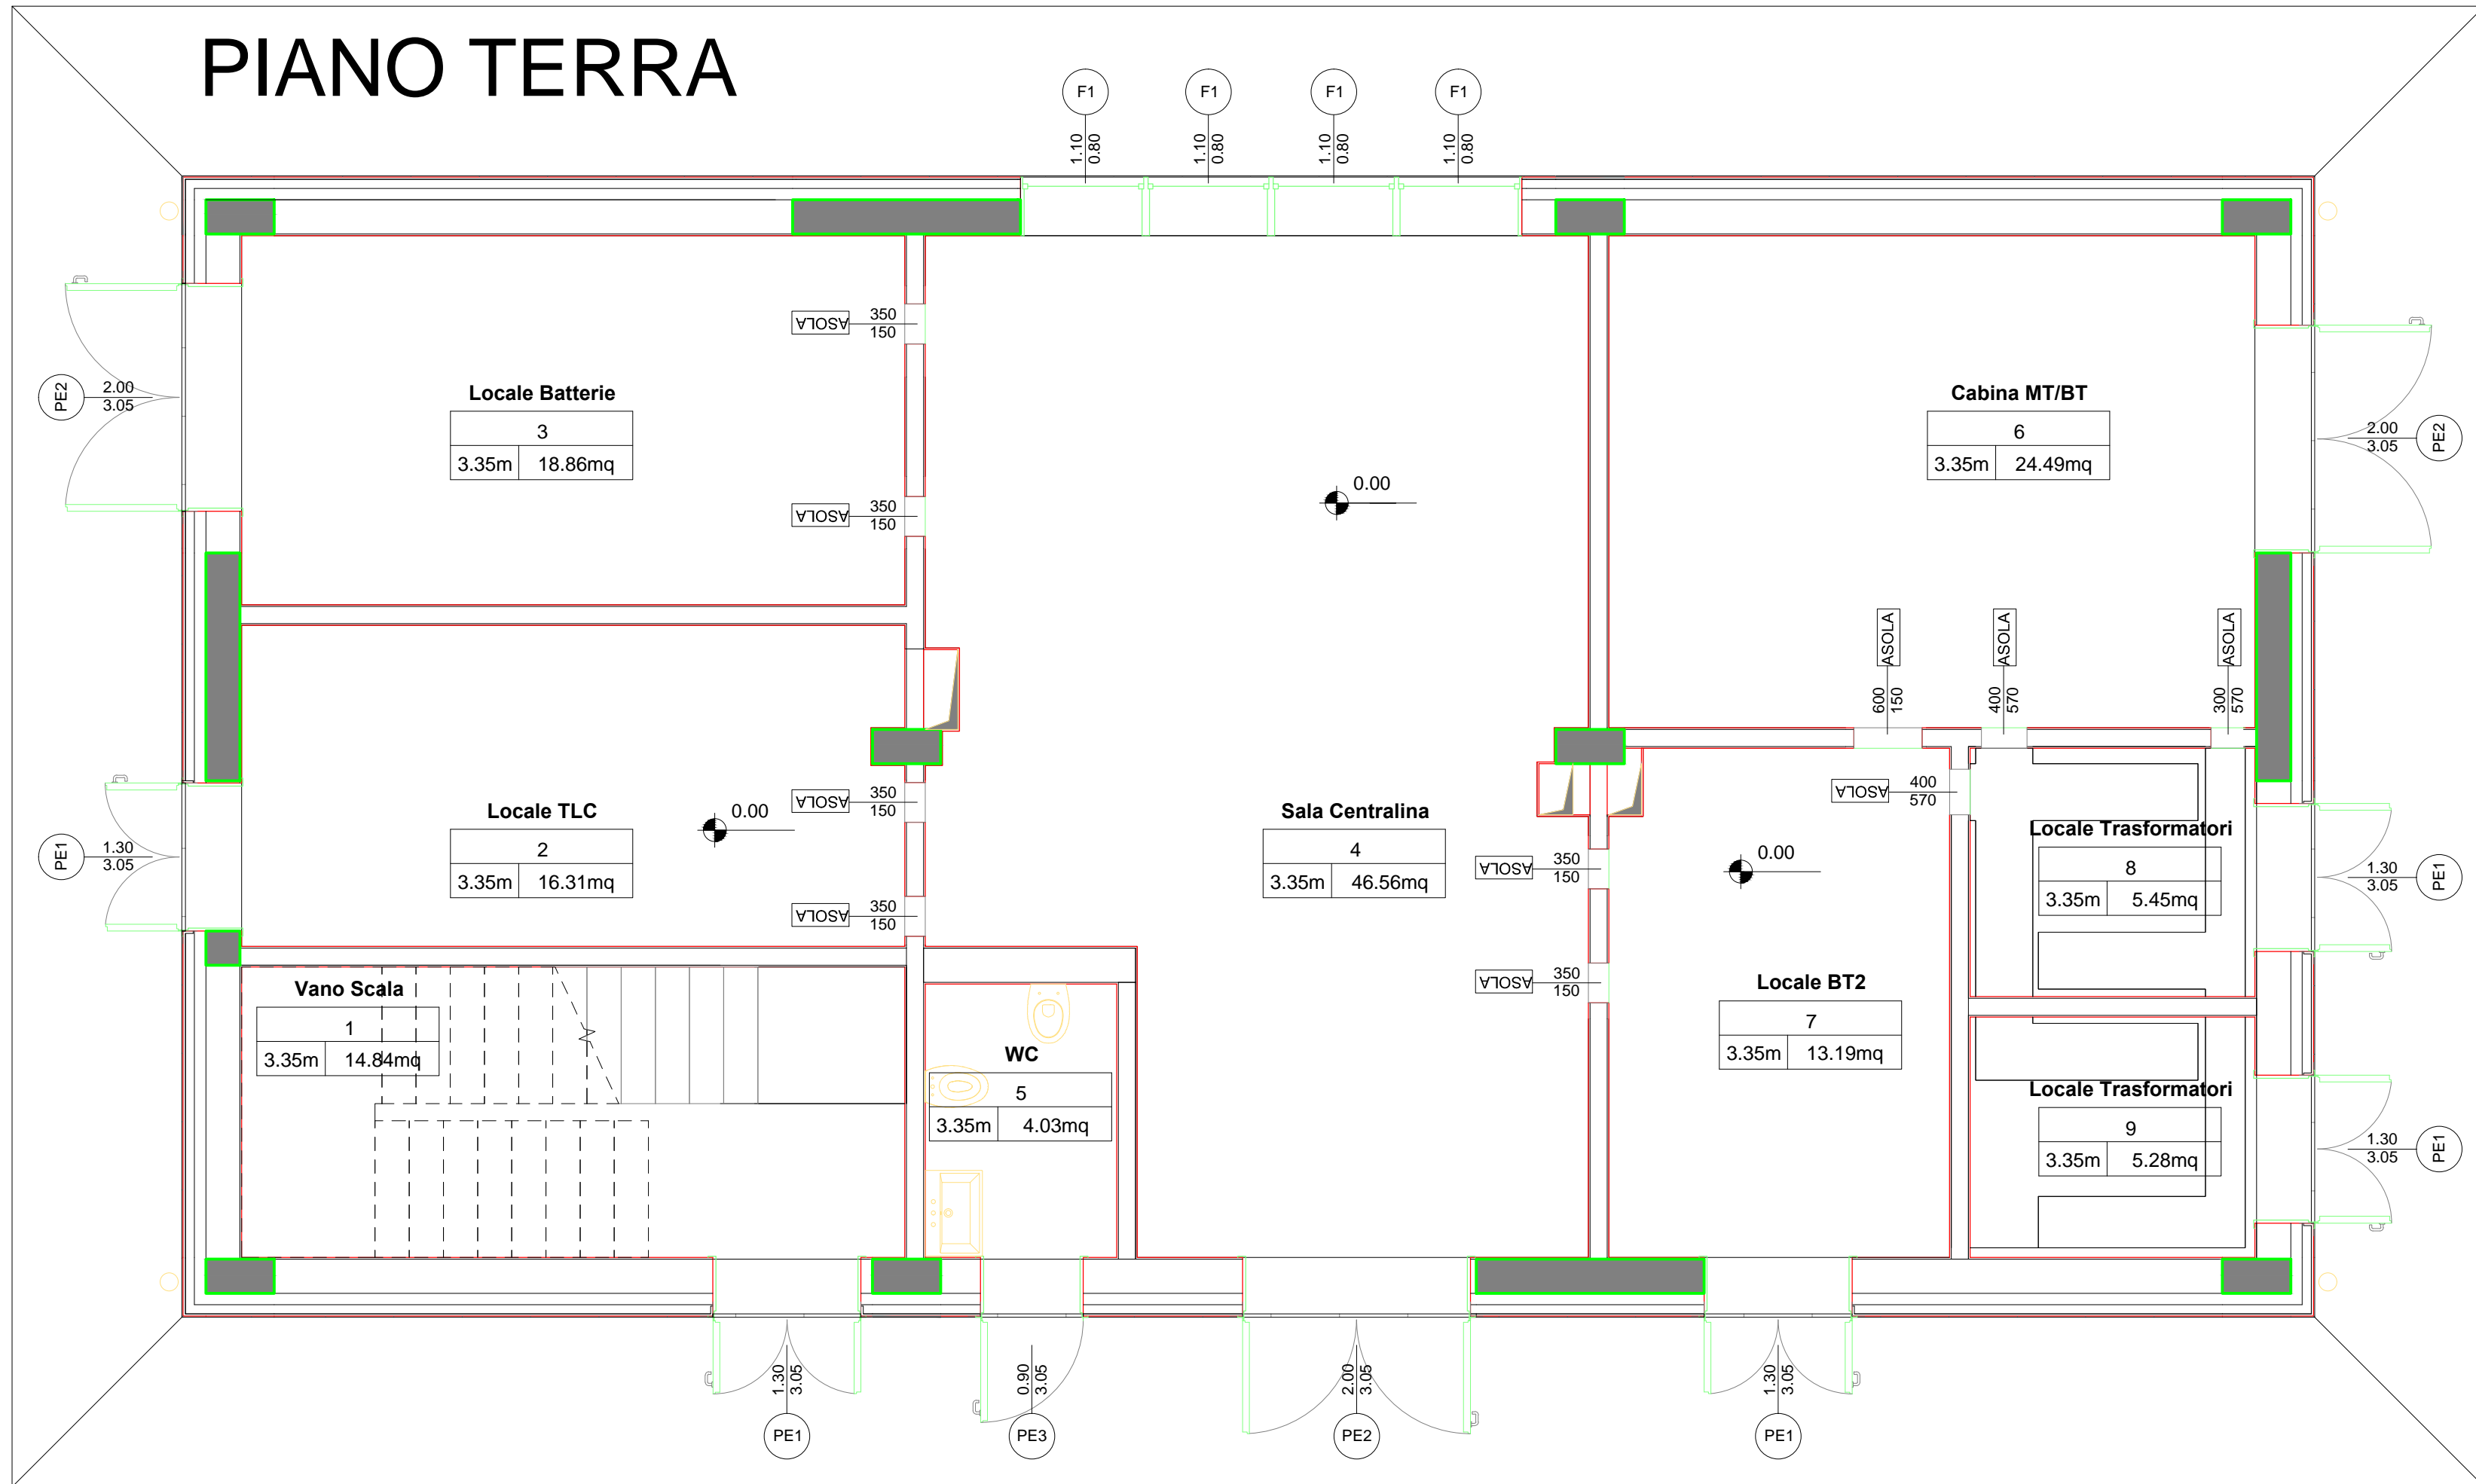 PIANO TERRA
F1
F1
F1
F1
1.10
0.80
1.10
0.80
1.10
0.80
1.10
0.80
ASOLA
350
150
PE2
2.00
3.05
Locale Batterie
3
3.35m
18.86mq
Cabina MT/BT
6
3.35m
24.49mq
2.00
3.05
PE2
0.00
ASOLA
350
150
ASOLA
600
150
ASOLA
400
570
ASOLA
300
570
PE1
1.30
3.05
Locale TLC
2
3.35m
16.31mq
0.00
ASOLA
350
150
Sala Centralina
4
3.35m
46.56mq
ASOLA
400
570
Locale Trasformatori
8
3.35m
5.45mq
1.30
3.05
PE1
0.00
ASOLA
350
150
ASOLA
350
150
ASOLA
350
150
Vano Scala
1
3.35m
14.84mq
WC
5
3.35m
4.03mq
Locale BT2
7
3.35m
13.19mq
Locale Trasformatori
9
3.35m
5.28mq
1.30
3.05
PE1
1.30
3.05
PE1
0.90
3.05
PE3
2.00
3.05
PE2
1.30
3.05
PE1